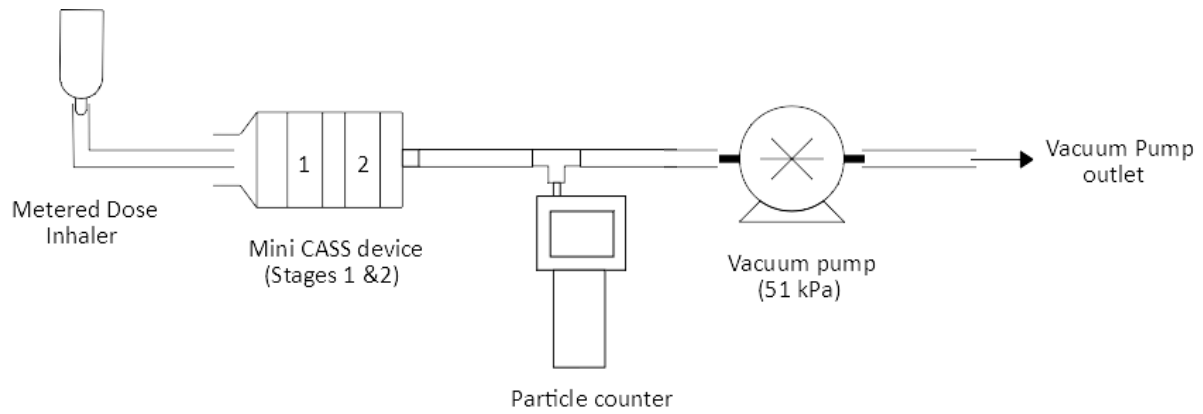 1
2
Metered Dose
Inhaler
Mini CASS device
(Stages 1 &2)
Vacuum pump
(51 kPa)
Vacuum Pump
outlet
Particle counter